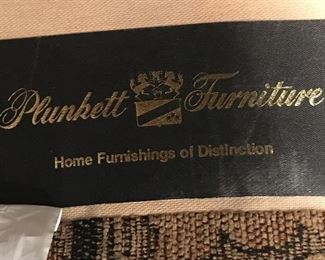 Plunkett Furniture
Home Furnishings of Distinction